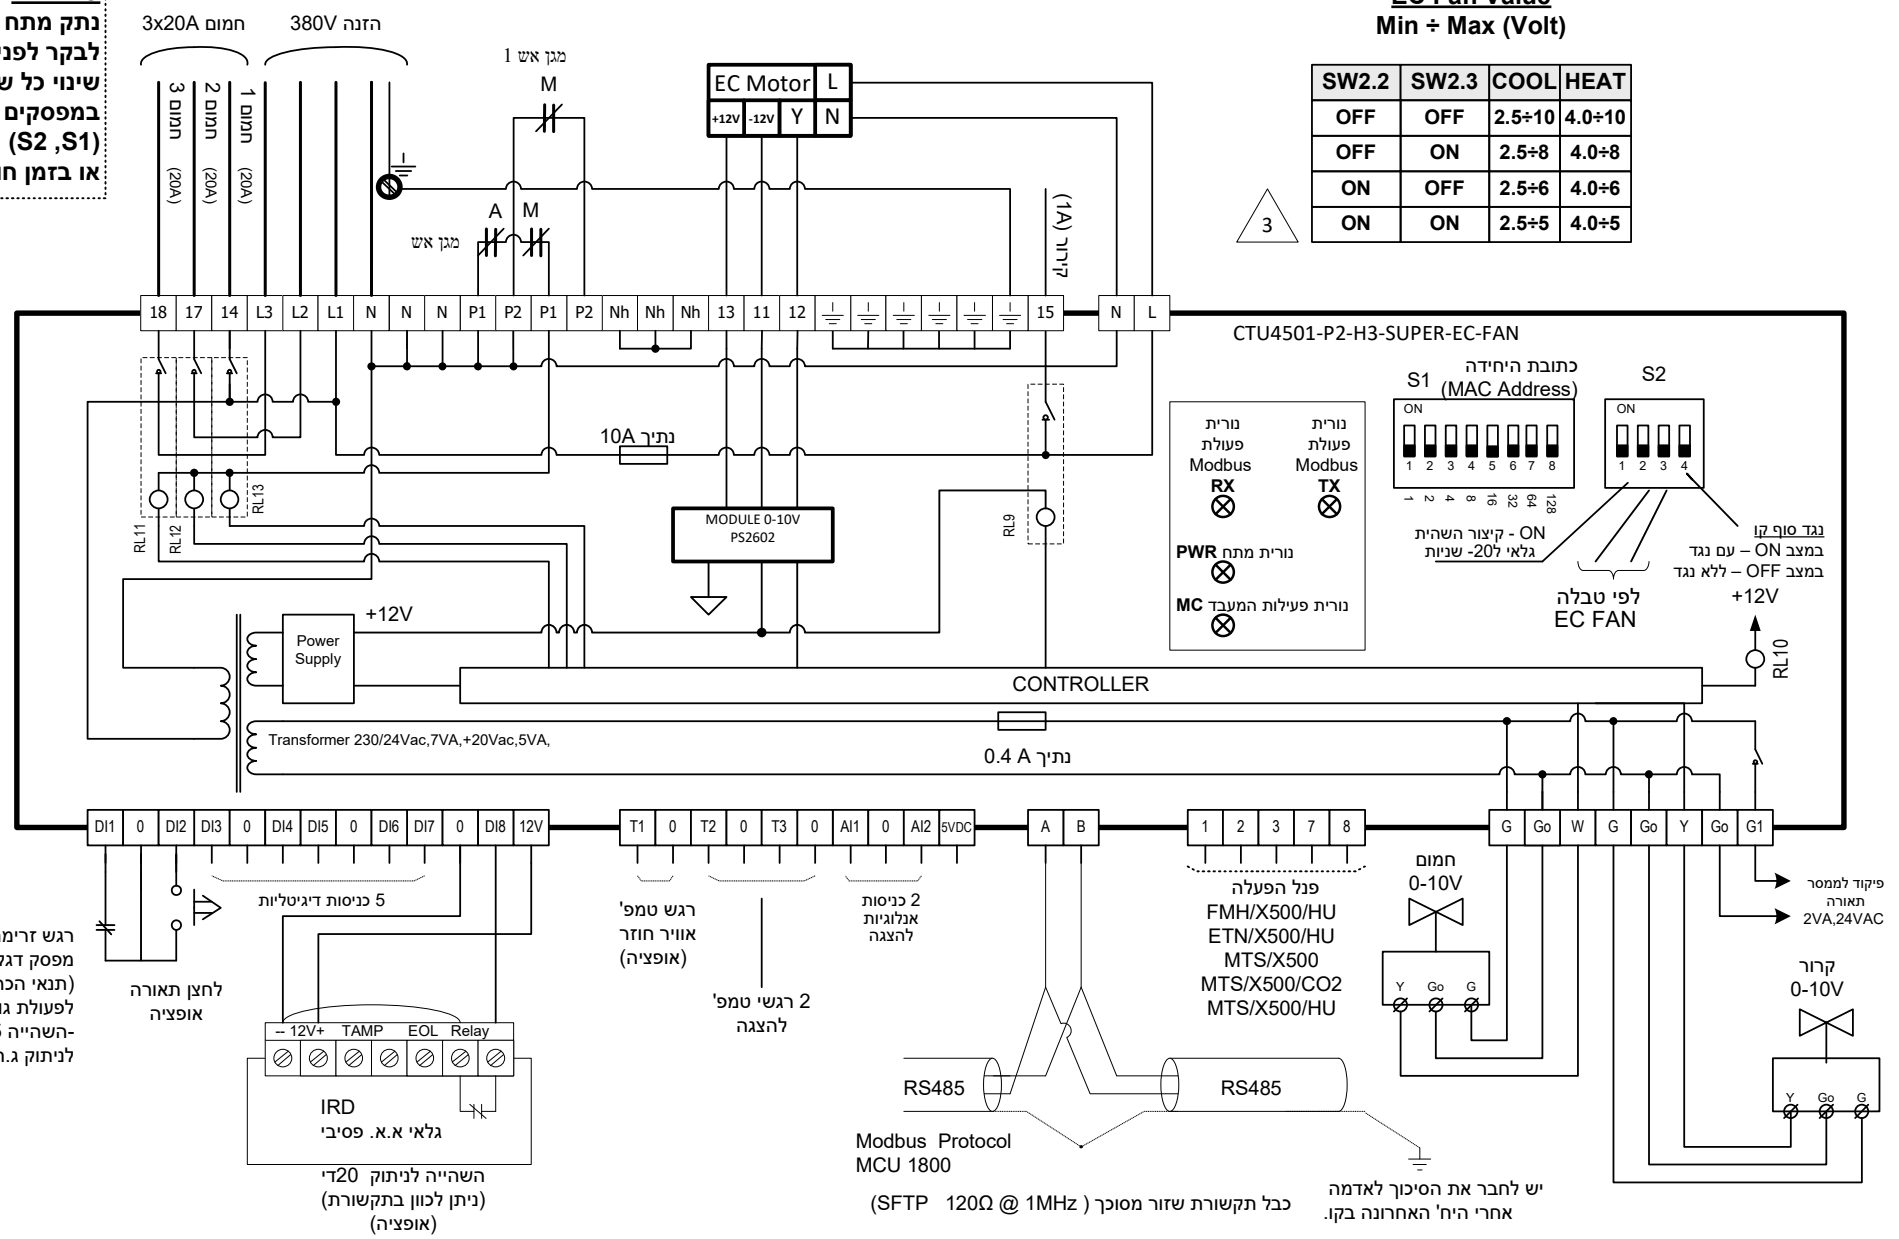 נתק מתח
לבקר לפני
שינוי כל
במפסקים
(S2 ,S1)
או בזמן
חמום 3x20A
הזנה 380V
חמום 3 (20A)
חמום 2 (20A)
חמום 1 (20A)
מגן אש 1
M
A M
מגן אש
EC Motor L
+12V -12V Y N
קירור (1A)
EC Fan Value
Min ÷ Max (Volt)
SW2.2 SW2.3 COOL HEAT
OFF OFF 2.5÷10 4.0÷10
OFF ON 2.5÷8 4.0÷8
ON OFF 2.5÷6 4.0÷6
ON ON 2.5÷5 4.0÷5
3
18 17 14 L3 L2 L1 N N N P1 P2 P1 P2 Nh Nh Nh 13 11 12 15 N L
CTU4501-P2-H3-SUPER-EC-FAN
נתיך 10A
RL11
RL12
RL13
RL9
MODULE 0-10V
PS2602
נורית
פעולת
Modbus
RX
נורית
פעולת
Modbus
TX
נורית מתח PWR
נורית פעילות המעבד MC
כתובת היחידה
S1 (MAC Address)
ON
1 2 3 4 5 6 7 8
1 2 4 8 16 32 64 128
S2
ON
1 2 3 4
ON - קיצור השהית
גלאי ל20- שניות
לפי טבלה
EC FAN
נגד סוף קו
במצב ON – עם נגד
במצב OFF – ללא נגד
+12V
RL10
+12V
Power
Supply
CONTROLLER
Transformer 230/24Vac,7VA,+20Vac,5VA,
נתיך 0.4 A
DI1 0 DI2 DI3 0 DI4 DI5 0 DI6 DI7 0 DI8 12V
T1 0 T2 0 T3 0 AI1 0 AI2 5VDC
A B
1 2 3 7 8
G Go W G Go Y Go G1
5 כניסות דיגיטליות
רגש
מפסק
(תנאי
לפעולת
-השהייה
לניתוק
לחצן תאורה
אופציה
רגש טמפ'
אוויר חוזר
(אופציה)
2 רגשי טמפ'
להצגה
2 כניסות
אנלוגיות
להצגה
פנל הפעלה
FMH/X500/HU
ETN/X500/HU
MTS/X500
MTS/X500/CO2
MTS/X500/HU
חמום
0-10V
Y Go G
פיקוד לממסר
תאורה
2VA,24VAC
קרור
0-10V
Y Go G
-- 12V+ TAMP EOL Relay
IRD
גלאי א.א. פסיבי
השהייה לניתוק 20די
(ניתן לכוון בתקשורת)
(אופציה)
RS485
RS485
Modbus Protocol
MCU 1800
כבל תקשורת שזור מסוכך (SFTP 120Ω @ 1MHz )
יש לחבר את הסיכוך לאדמה
אחרי היח' האחרונה בקו.